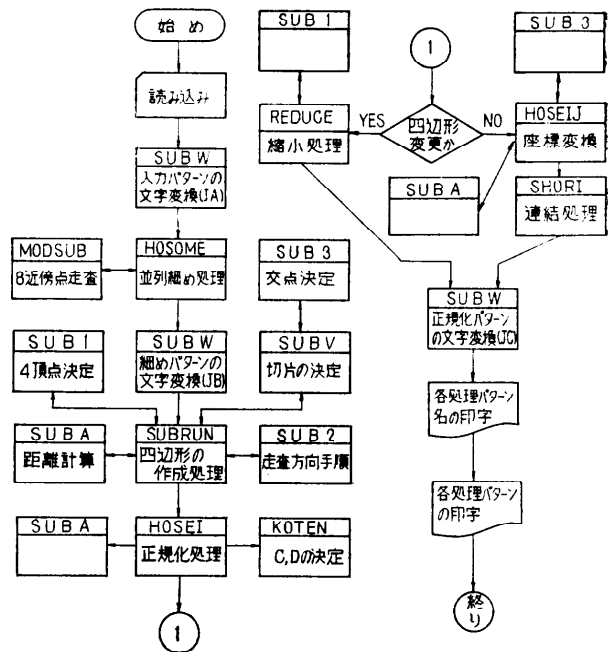 始め
読み込み
SUBW
入力パターンの
文字変換(JA)
MODSUB
8近傍点走査
HOSOME
並列細め処理
SUB3
交点決定
SUB1
4頂点決定
SUBW
細めパターンの
文字変換(JB)
SUBV
切片の決定
SUBA
距離計算
SUBRUN
四辺形の
作成処理
SUB2
走査方向手順
SUBA
HOSEI
正規化処理
KOTEN
C,Dの決定
1
SUB1
1
SUB3
REDUCE
縮小処理
YES
四辺形
変更か
NO
HOSEIJ
座標変換
SUBA
SHORI
連結処理
SUBW
正規化パターン
の文字変換(JC)
各処理パターン
名の印字
各処理パターン
の印字
終り